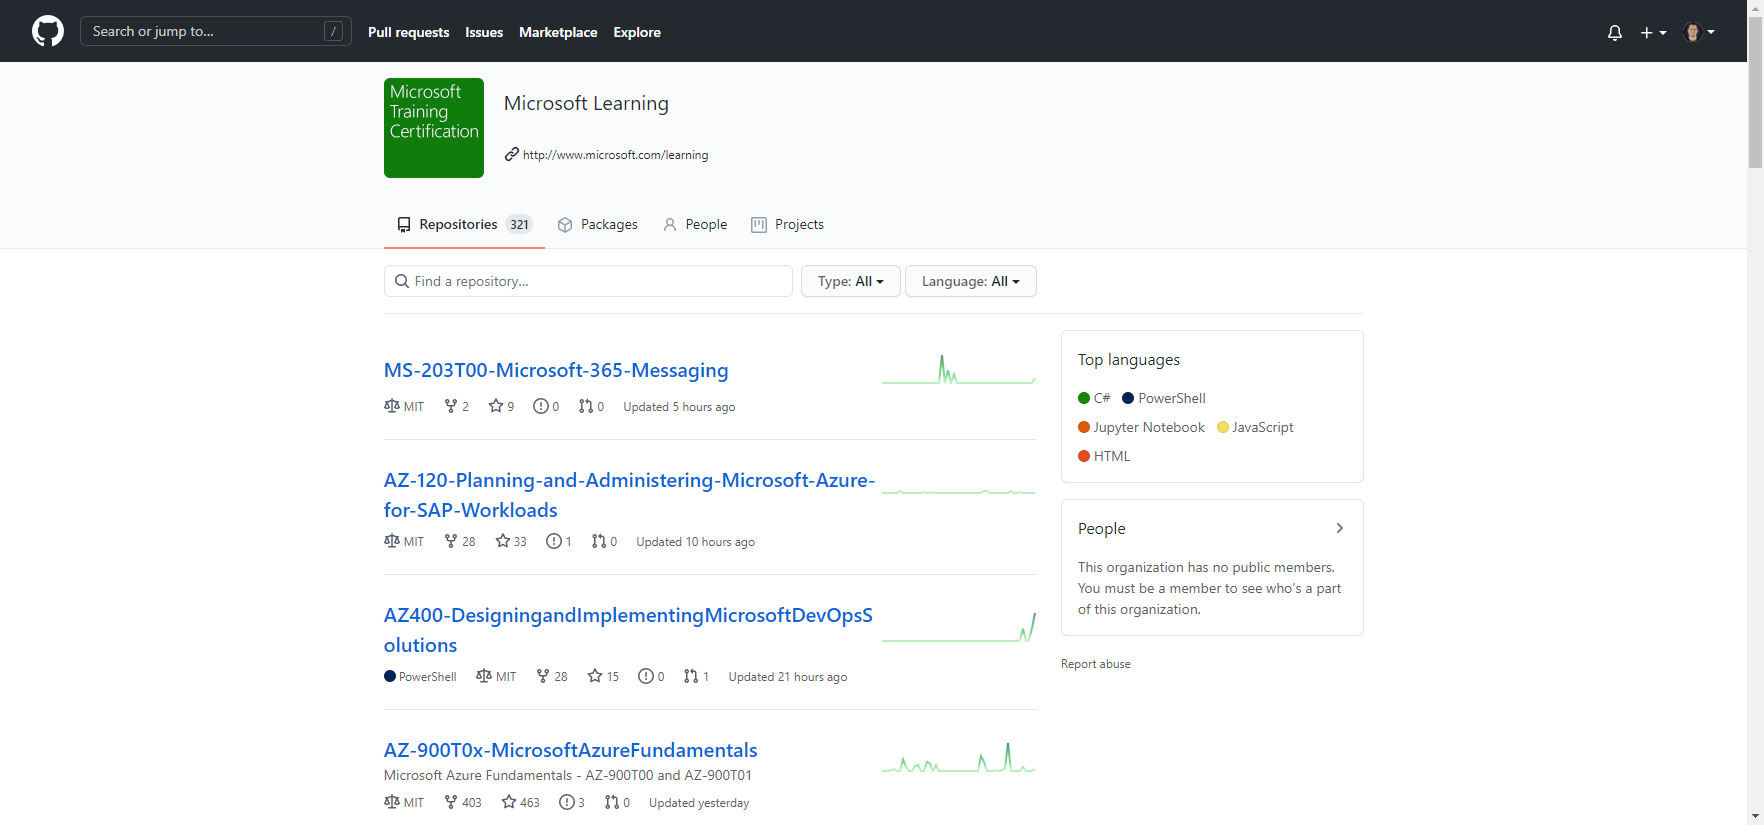 Search or jump to... /
Pull requests Issues Marketplace Explore
Microsoft
Training
Certification
Microsoft Learning
http://www.microsoft.com/learning
Repositories 321 Packages People Projects
Find a repository... Type: All Language: All
MS-203T00-Microsoft-365-Messaging
MIT 2 9 0 0 Updated 5 hours ago
AZ-120-Planning-and-Administering-Microsoft-Azure-
for-SAP-Workloads
MIT 28 33 1 0 Updated 10 hours ago
AZ400-DesigningandImplementingMicrosoftDevOpsS
olutions
PowerShell MIT 28 15 0 1 Updated 21 hours ago
AZ-900T0x-MicrosoftAzureFundamentals
Microsoft Azure Fundamentals - AZ-900T00 and AZ-900T01
MIT 403 463 3 0 Updated yesterday
Top languages
C# PowerShell
Jupyter Notebook JavaScript
HTML
People
This organization has no public members.
You must be a member to see who's a part
of this organization.
Report abuse